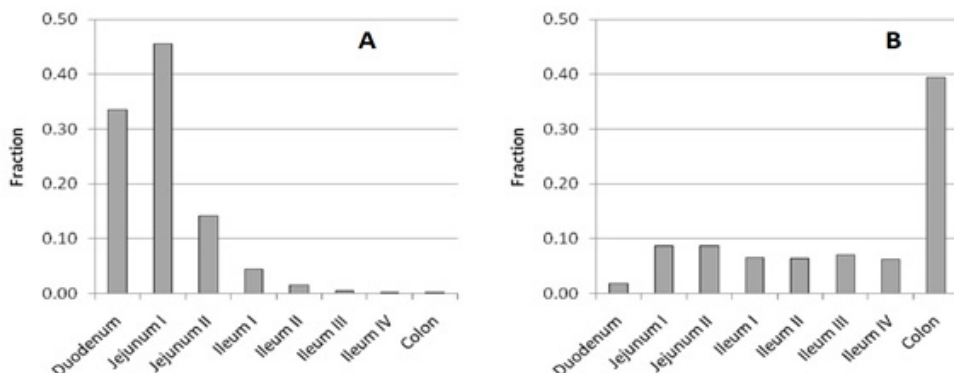 A
0.50
0.40
0.30
0.20
0.10
0.00
Fraction
Duodenum
Jejunum I
Jejunum II
Ileum I
Ileum II
Ileum III
Ileum IV
Colon
B
0.50
0.40
0.30
0.20
0.10
0.00
Fraction
Duodenum
Jejunum I
Jejunum II
Ileum I
Ileum II
Ileum III
Ileum IV
Colon